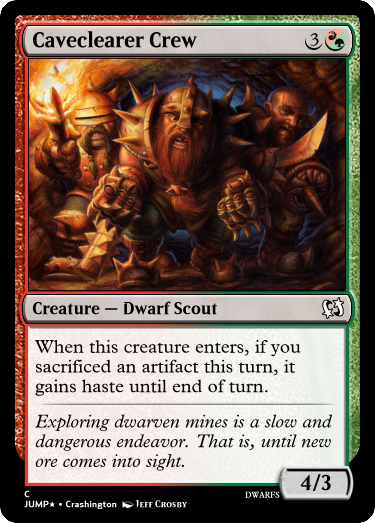 Caveclearer Crew 3
Creature — Dwarf Scout
When this creature enters, if you
sacrificed an artifact this turn, it
gains haste until end of turn.
Exploring dwarven mines is a slow and
dangerous endeavor. That is, until new
ore comes into sight.
4/3
C DWARFS
JUMP★ • Crashington Jeff Crosby